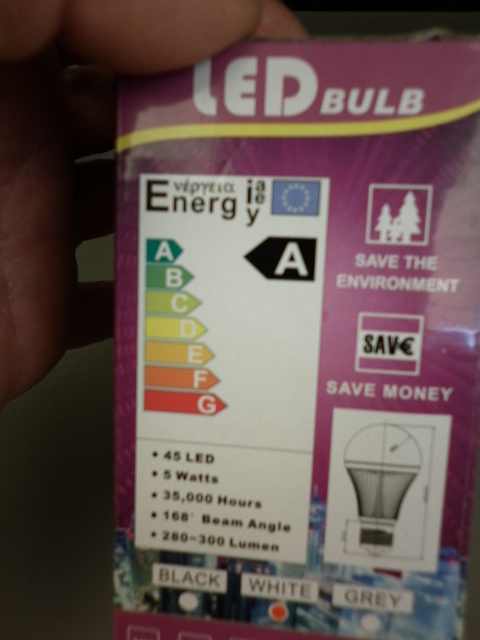 LED BULB
Energ ενέργεια
ia
ie
y
A
A
B
C
D
E
F
G
SAVE THE
ENVIRONMENT
SAV€
SAVE MONEY
• 45 LED
• 5 Watts
• 35,000 Hours
• 168° Beam Angle
• 280~300 Lumen
BLACK WHITE GREY